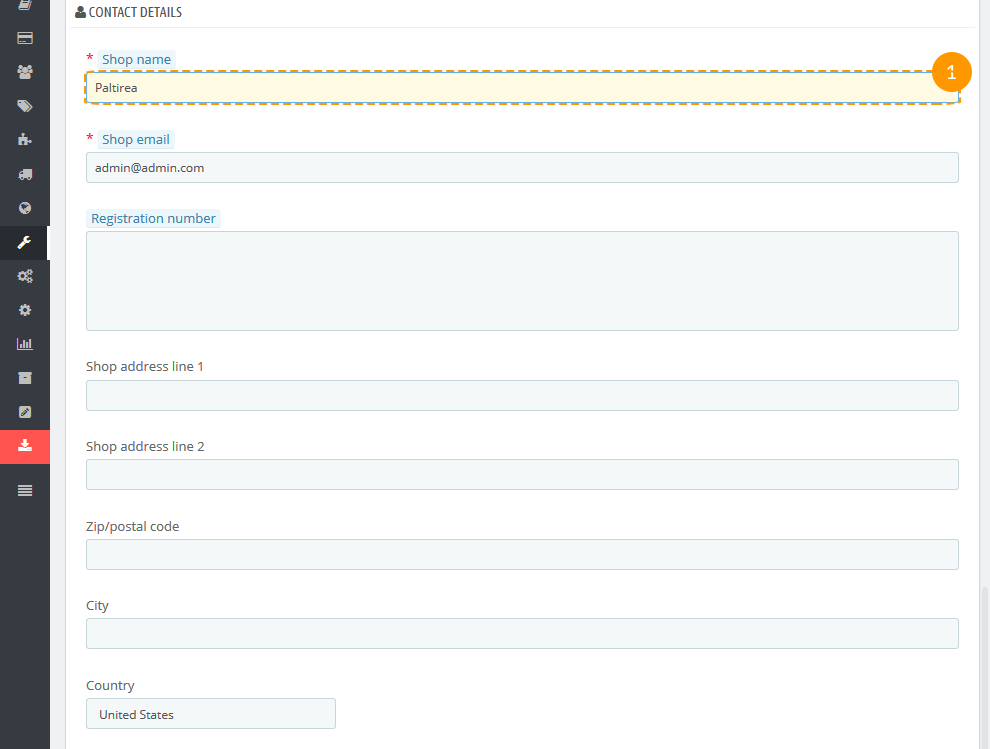 CONTACT DETAILS
* Shop name
Paltirea
1
* Shop email
admin@admin.com
Registration number
Shop address line 1
Shop address line 2
Zip/postal code
City
Country
United States